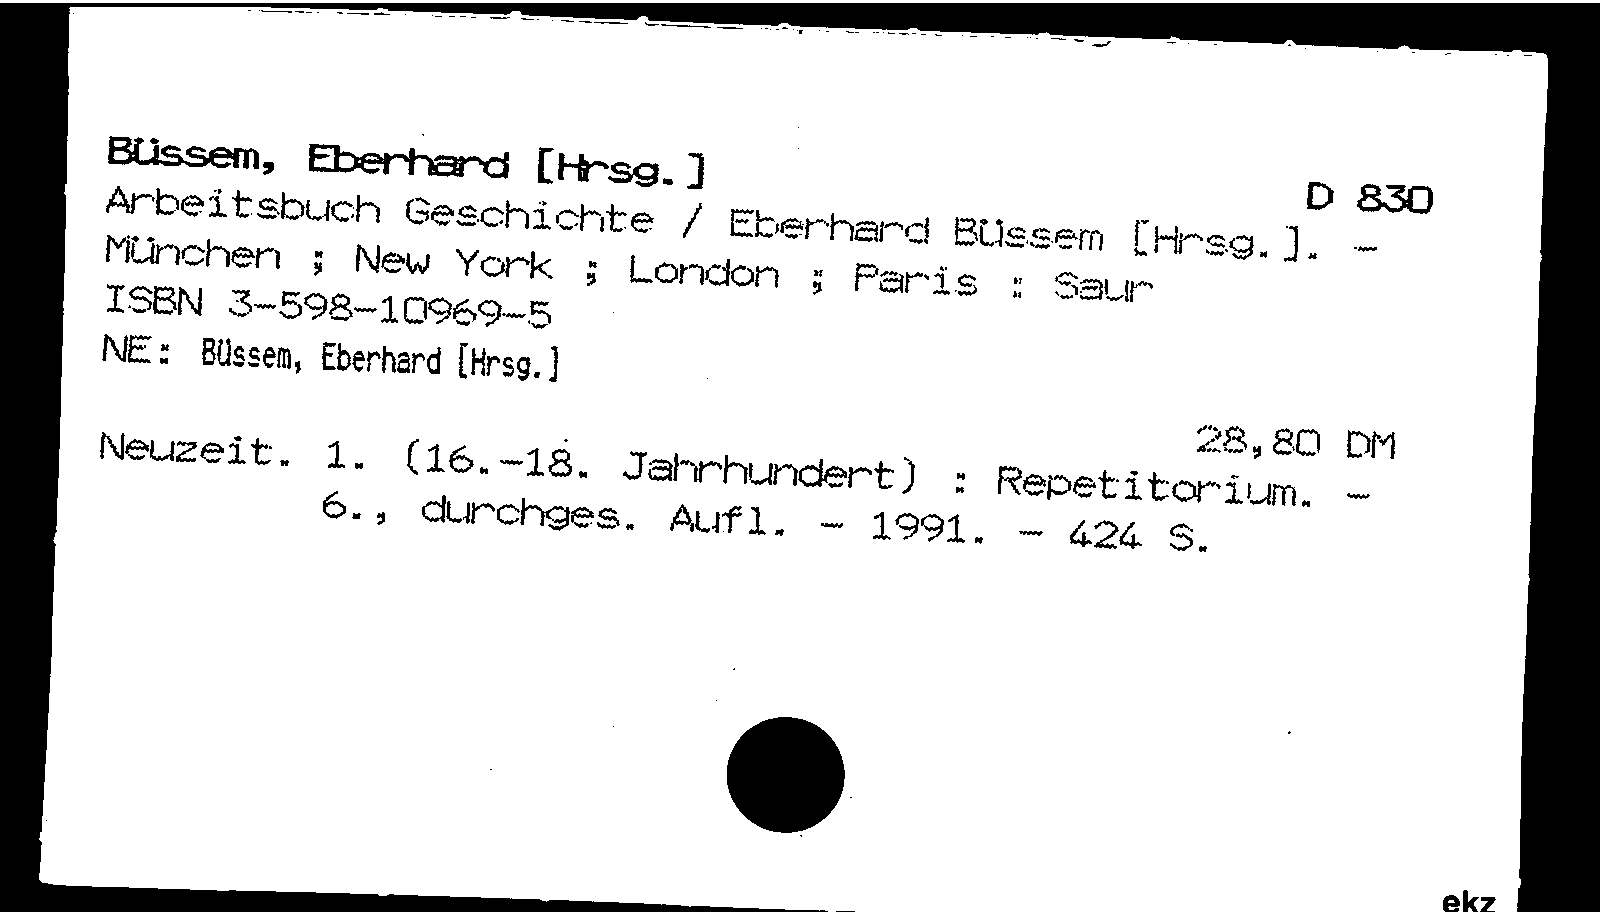 Büssem, Eberhard [Hrsg.]
D 830
Arbeitsbuch Geschichte / Eberhard Büssem [Hrsg.]. -
München ; New York ; London ; Paris : Saur
ISBN 3-598-10969-5
NE: Büssem, Eberhard [Hrsg.]
28,80 DM
Neuzeit. 1. (16.-18. Jahrhundert) : Repetitorium. -
6., durchges. Aufl. - 1991. - 424 S.
ekz